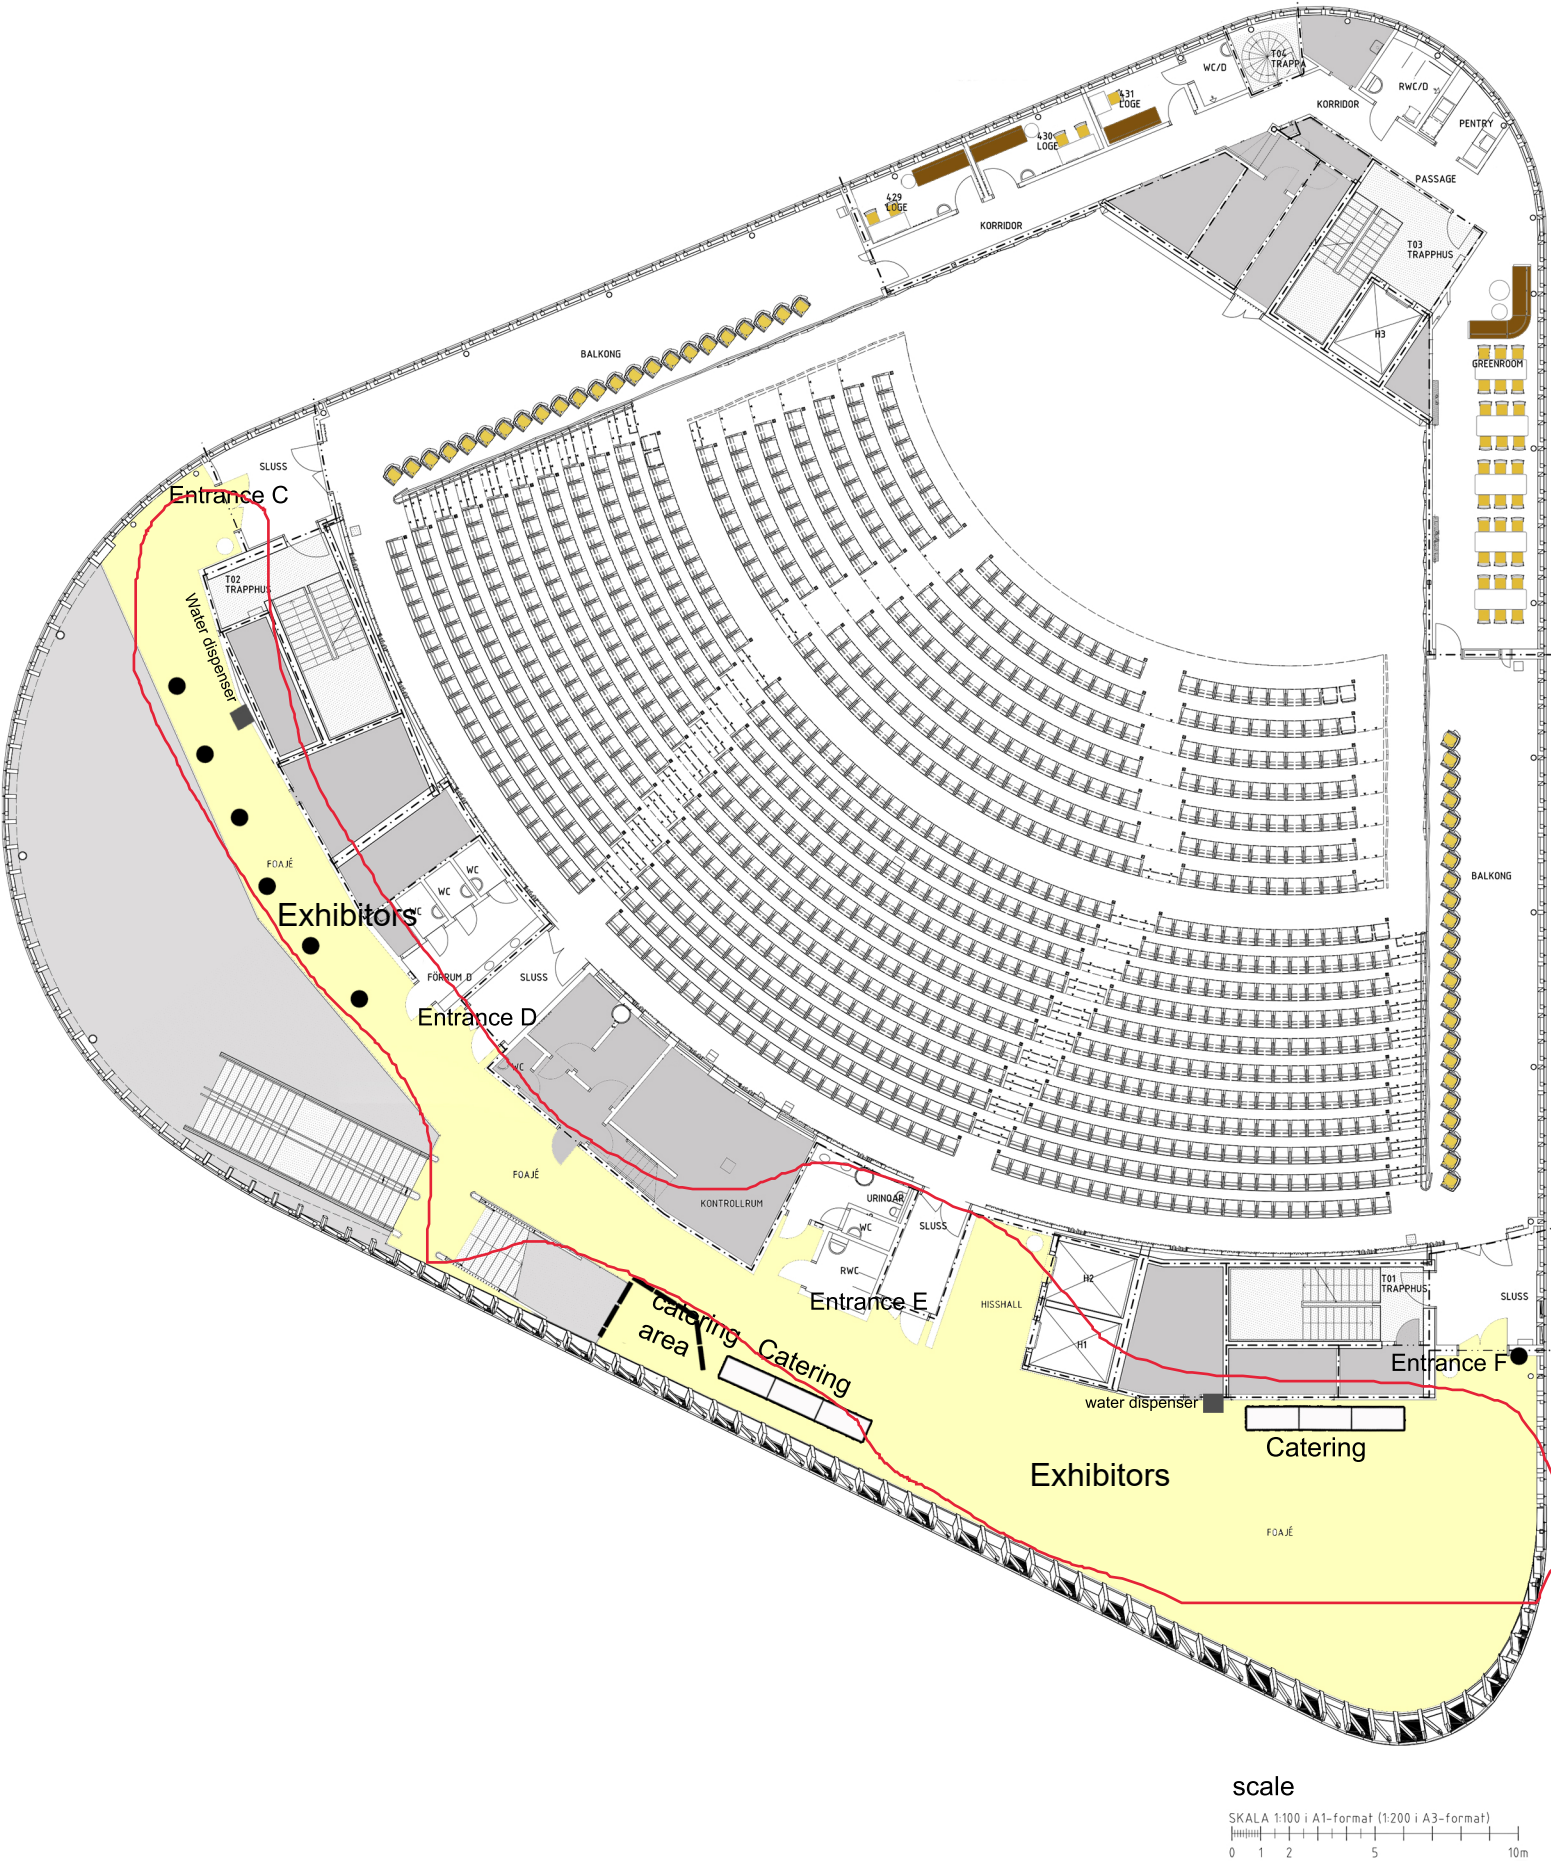 T04
TRAPPA
WC/D
RWC/D
431
LOGE
KORRIDOR
PENTRY
430
LOGE
PASSAGE
429
LOGE
KORRIDOR
T03
TRAPPHUS
H3
BALKONG
GREENROOM
SLUSS
Entrance C
T02
TRAPPHUS
Water dispenser
FOAJÉ
WC
WC
WC
BALKONG
Exhibitors
FÖRRUM D
SLUSS
Entrance D
WC
FOAJÉ
KONTROLLRUM
URINOAR
WC
SLUSS
RWC
H2
T01
TRAPPHUS
SLUSS
Entrance E
HISSHALL
catering
area
H1
Catering
Entrance F
water dispenser
Catering
Exhibitors
FOAJÉ
scale
SKALA 1:100 i A1-format (1:200 i A3-format)
0 1 2 5 10m